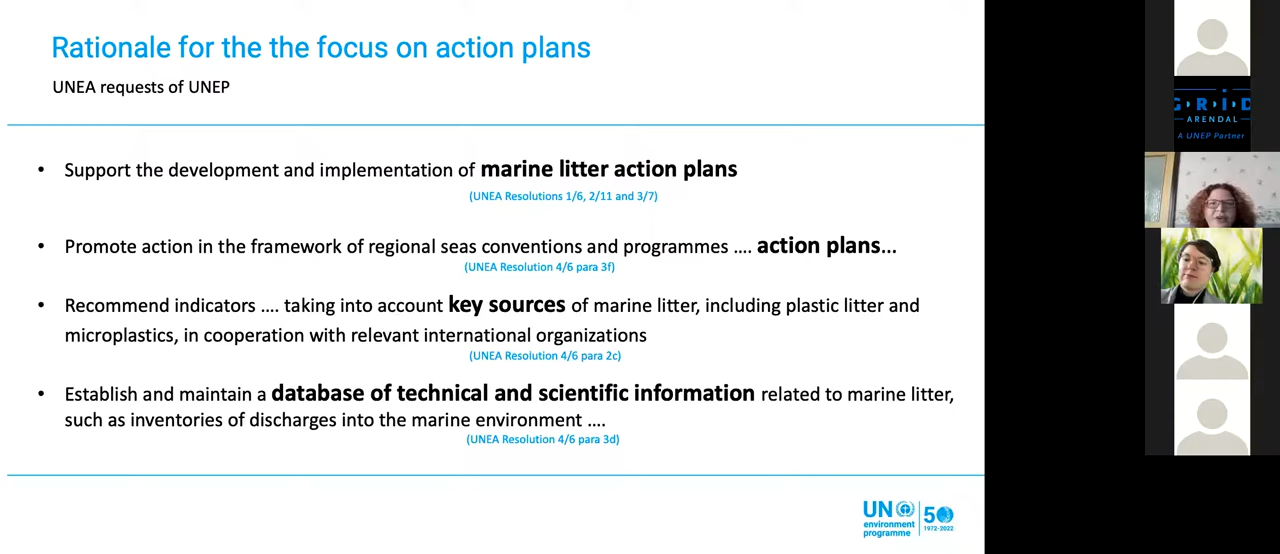 Rationale for the the focus on action plans
UNEA requests of UNEP
• Support the development and implementation of marine litter action plans
(UNEA Resolutions 1/6, 2/11 and 3/7)
• Promote action in the framework of regional seas conventions and programmes .... action plans...
(UNEA Resolution 4/6 para 3f)
• Recommend indicators .... taking into account key sources of marine litter, including plastic litter and
microplastics, in cooperation with relevant international organizations
(UNEA Resolution 4/6 para 2c)
• Establish and maintain a database of technical and scientific information related to marine litter,
such as inventories of discharges into the marine environment ....
(UNEA Resolution 4/6 para 3d)
UN
environment
programme
50
1972-2022
GRID
ARENDAL
A UNEP Partner